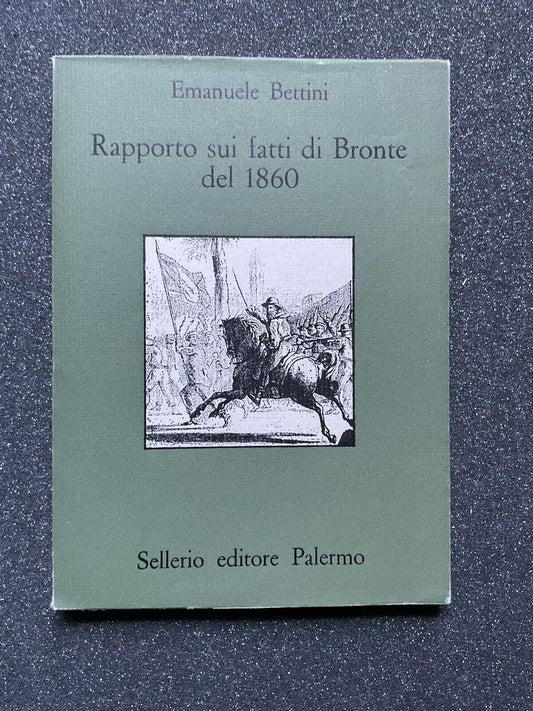 Emanuele Bettini
Rapporto sui fatti di Bronte
del 1860
Sellerio editore Palermo